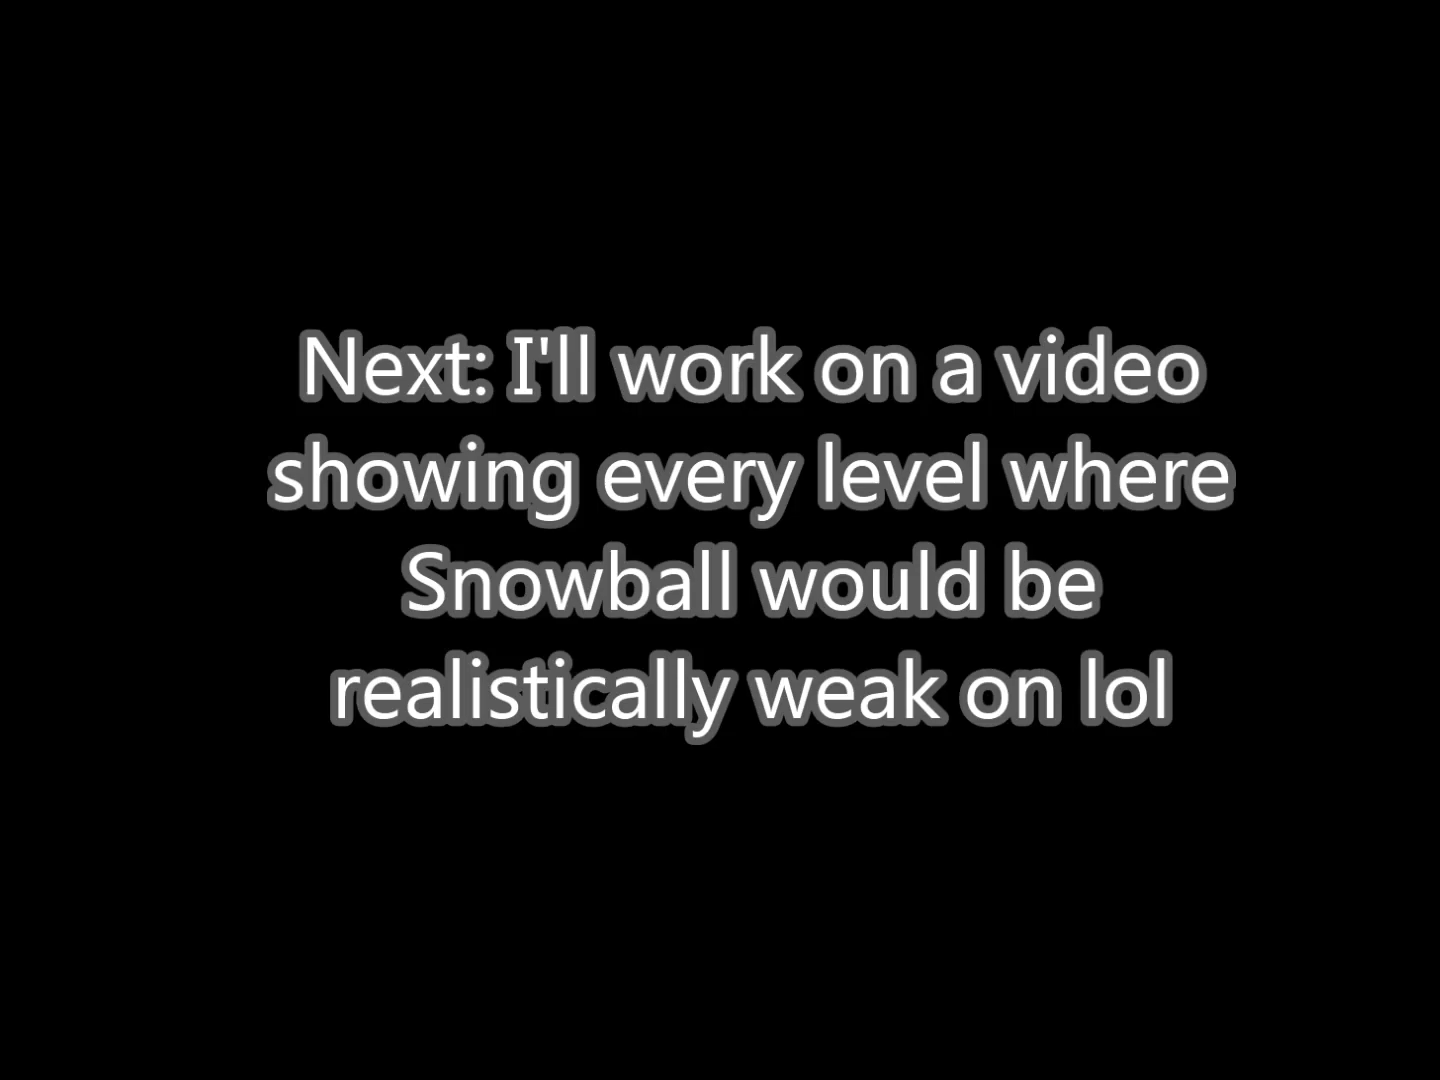 Next: I'll work on a video
showing every level where
Snowball would be
realistically weak on lol